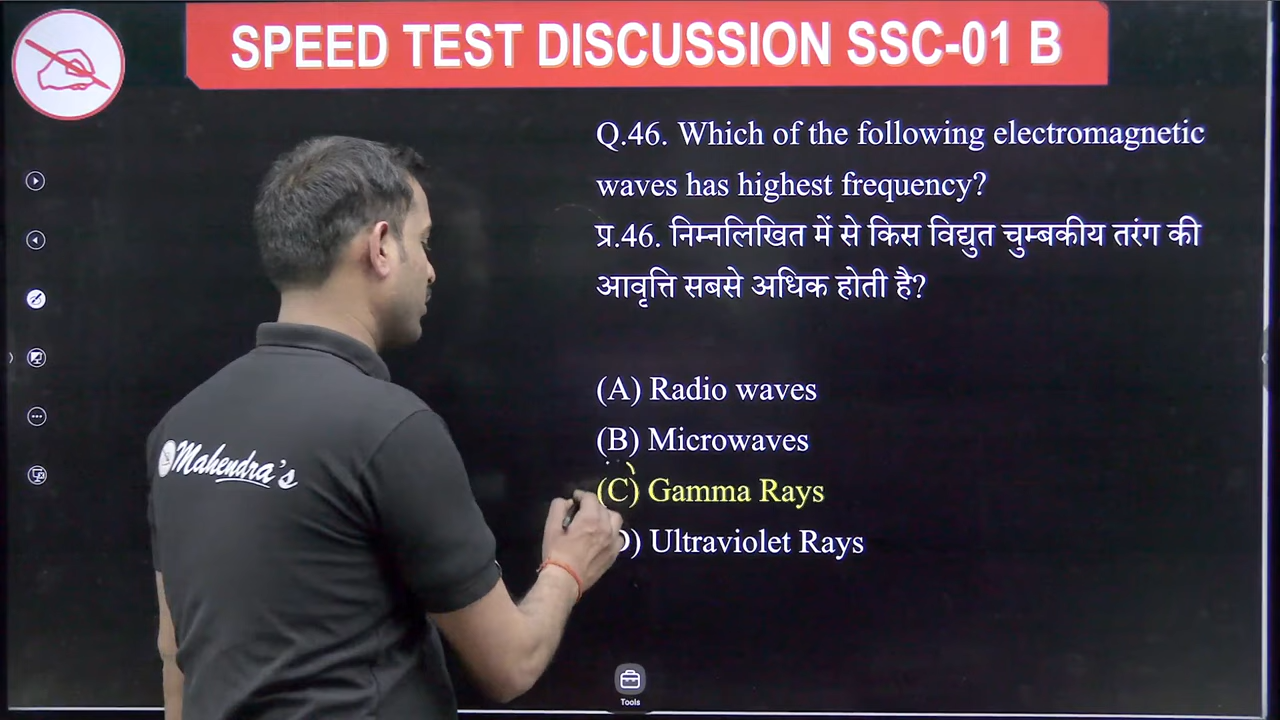 SPEED TEST DISCUSSION SSC-01 B
Q.46. Which of the following electromagnetic
waves has highest frequency?
प्र.46. निम्नलिखित में से किस विद्युत चुम्बकीय तरंग की
आवृत्ति सबसे अधिक होती है?
(A) Radio waves
(B) Microwaves
(C) Gamma Rays
D) Ultraviolet Rays
Mahendra's
Tools